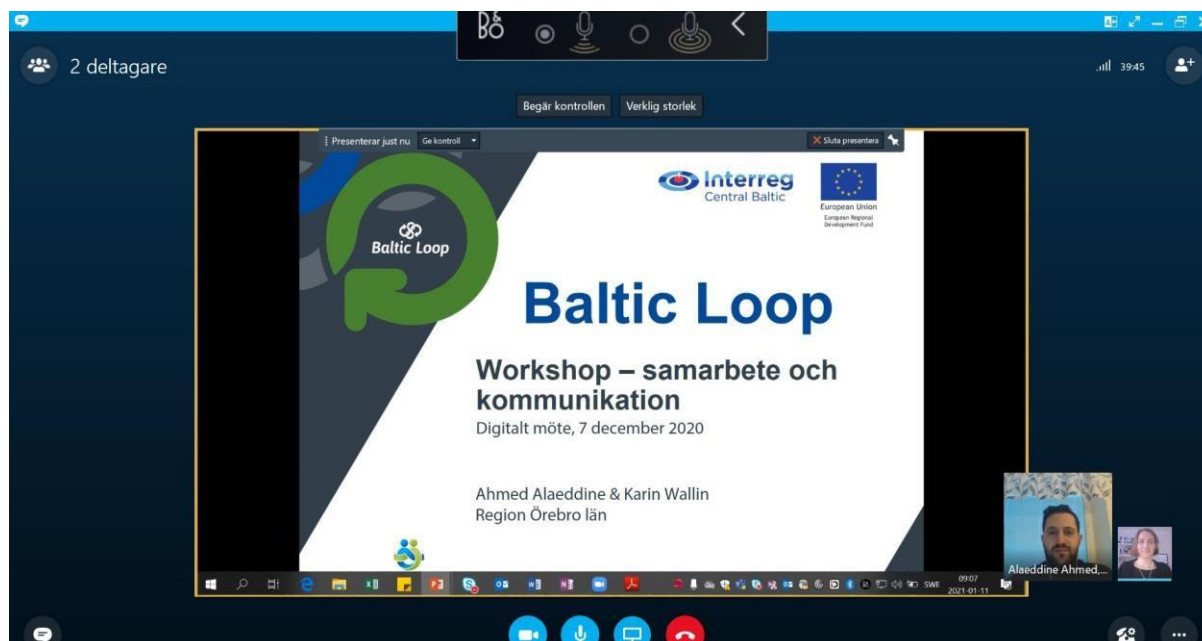 B&O
2 deltagare
39:45
Begär kontrollen Verklig storlek
Presenterar just nu Ge kontroll Sluta presentera
Interreg
Central Baltic
European Union
European Regional
Development Fund
Baltic Loop
Baltic Loop
Workshop – samarbete och
kommunikation
Digitalt möte, 7 december 2020
Ahmed Alaeddine & Karin Wallin
Region Örebro län
Alaeddine Ahmed,...
SWE
09:07
2021-01-11